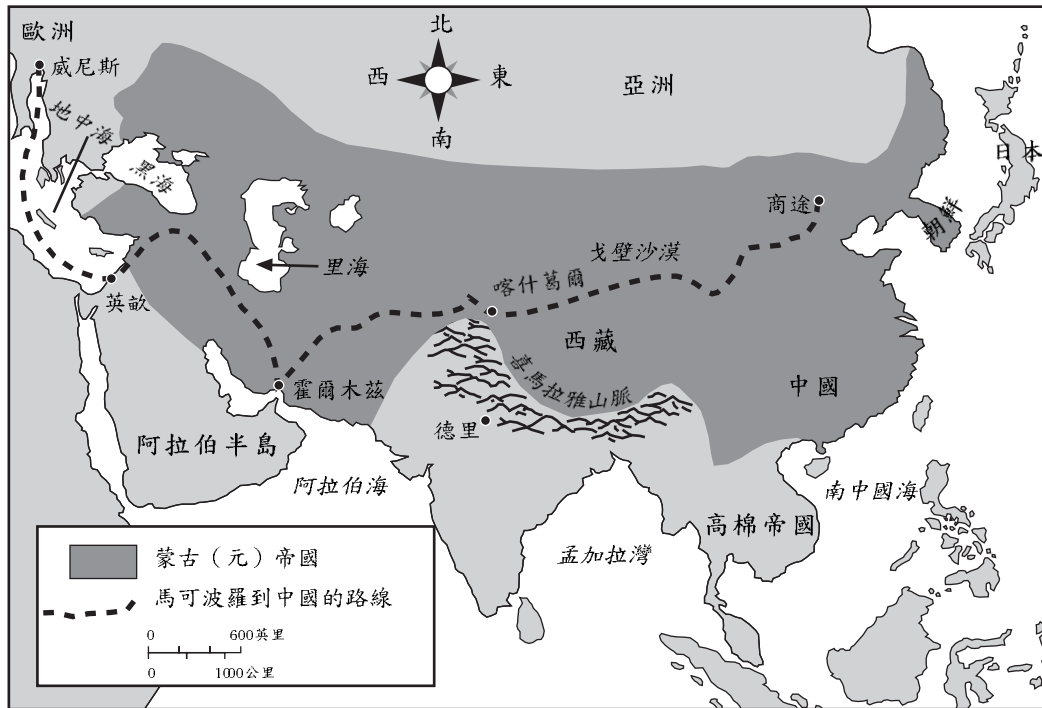 歐洲
威尼斯
地中海
黑海
北
西
東
南
亞洲
日本
朝鮮
商途
戈壁沙漠
里海
喀什葛爾
英畝
西藏
喜馬拉雅山脈
霍爾木茲
中國
德里
阿拉伯半島
阿拉伯海
南中國海
高棉帝國
孟加拉灣
蒙古（元）帝國
馬可波羅到中國的路線
0 600英里
0 1000公里